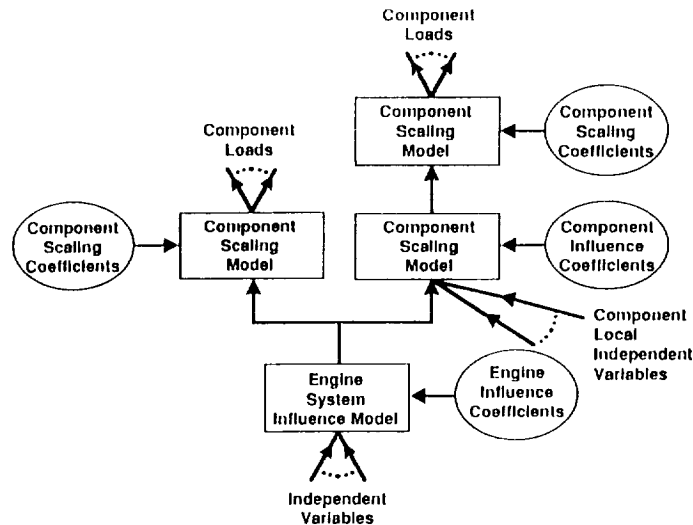 Component
Loads
Component
Scaling
Model
Component
Scaling
Coefficients
Component
Loads
Component
Scaling
Coefficients
Component
Scaling
Model
Component
Scaling
Model
Component
Influence
Coefficients
Component
Local
Independent
Variables
Engine
System
Influence Model
Engine
Influence
Coefficients
Independent
Variables